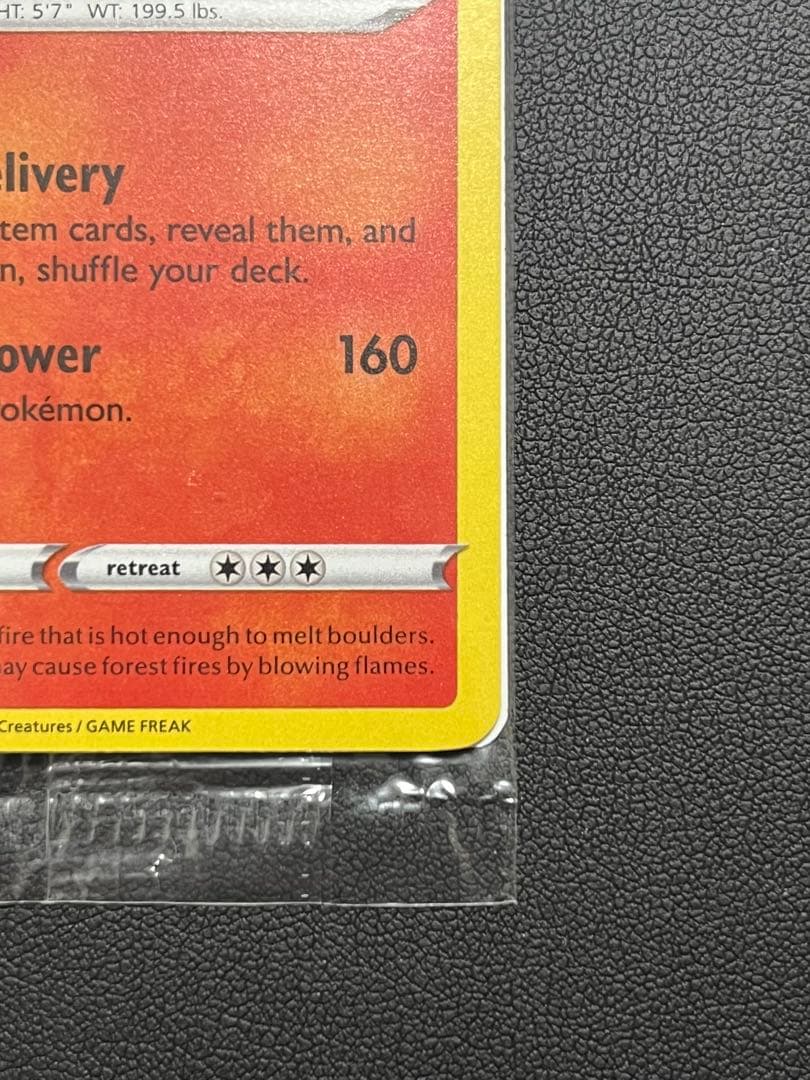 HT: 5'7" WT: 199.5 lbs.
elivery
tem cards, reveal them, and
n, shuffle your deck.
ower 160
okémon.
retreat
fire that is hot enough to melt boulders.
ay cause forest fires by blowing flames.
Creatures / GAME FREAK